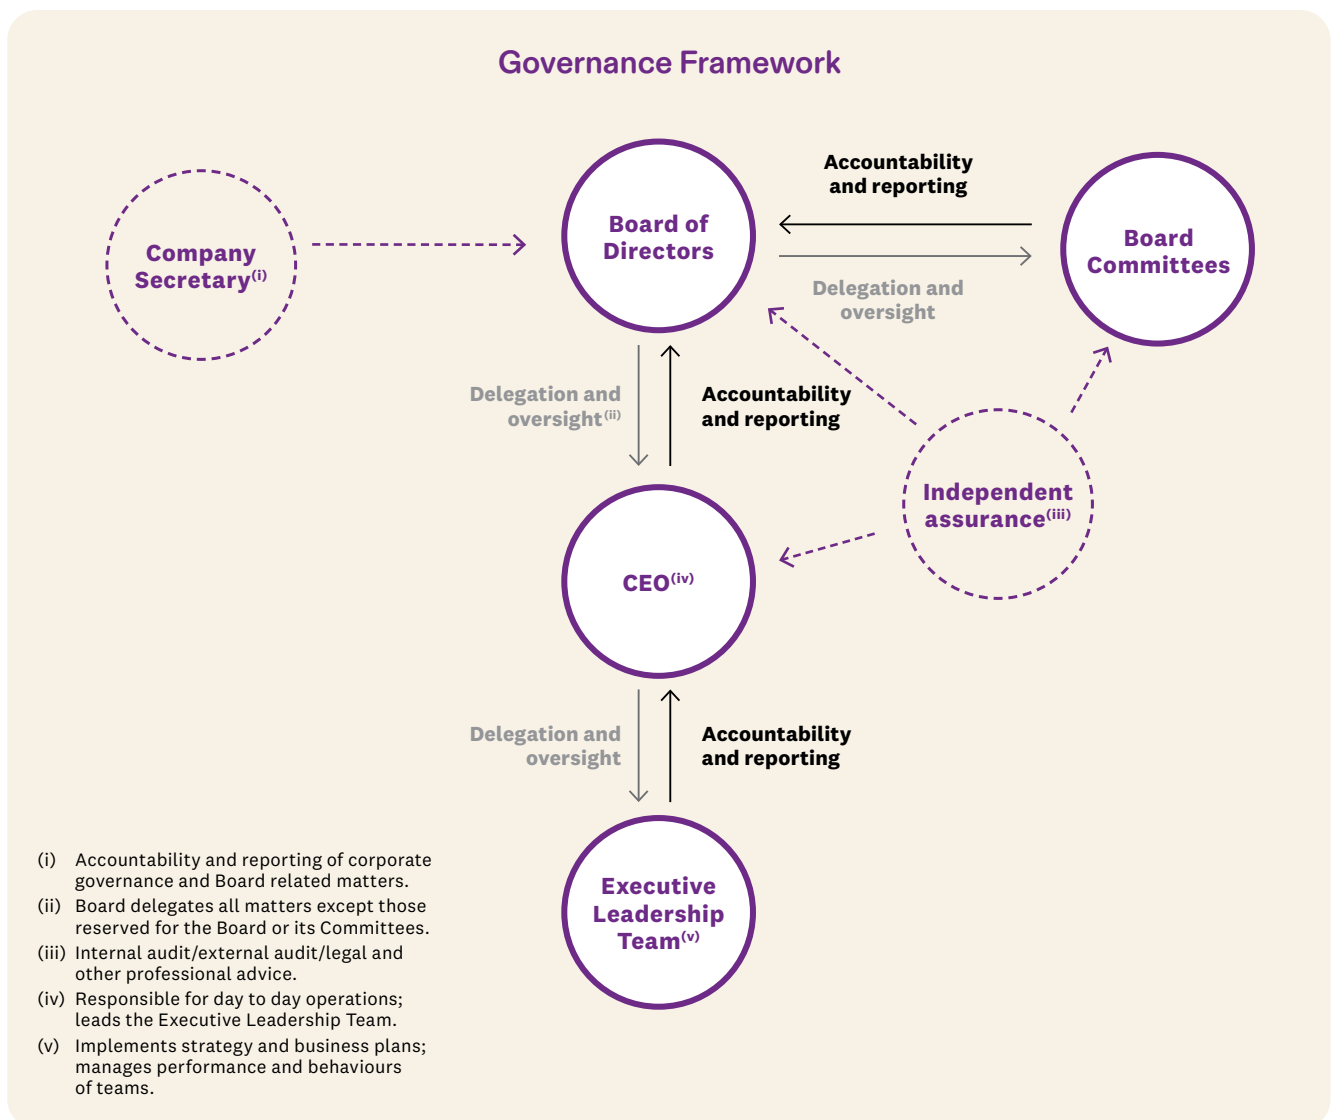 Governance Framework
Company
Secretary(i)
Board of
Directors
Accountability
and reporting
Delegation and
oversight
Board
Committees
Delegation and
oversight(ii)
Accountability
and reporting
Independent
assurance(iii)
CEO(iv)
Delegation and
oversight
Accountability
and reporting
Executive
Leadership
Team(v)
(i) Accountability and reporting of corporate
governance and Board related matters.
(ii) Board delegates all matters except those
reserved for the Board or its Committees.
(iii) Internal audit/external audit/legal and
other professional advice.
(iv) Responsible for day to day operations;
leads the Executive Leadership Team.
(v) Implements strategy and business plans;
manages performance and behaviours
of teams.